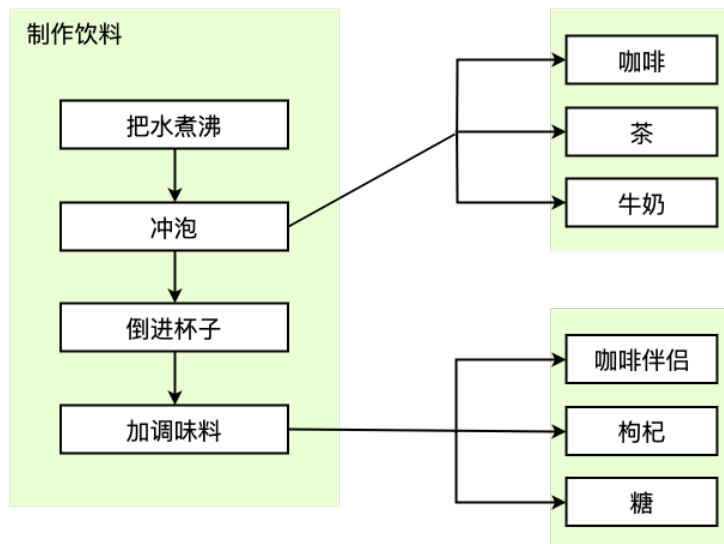 制作饮料
把水煮沸
冲泡
倒进杯子
加调味料
咖啡
茶
牛奶
咖啡伴侣
枸杞
糖